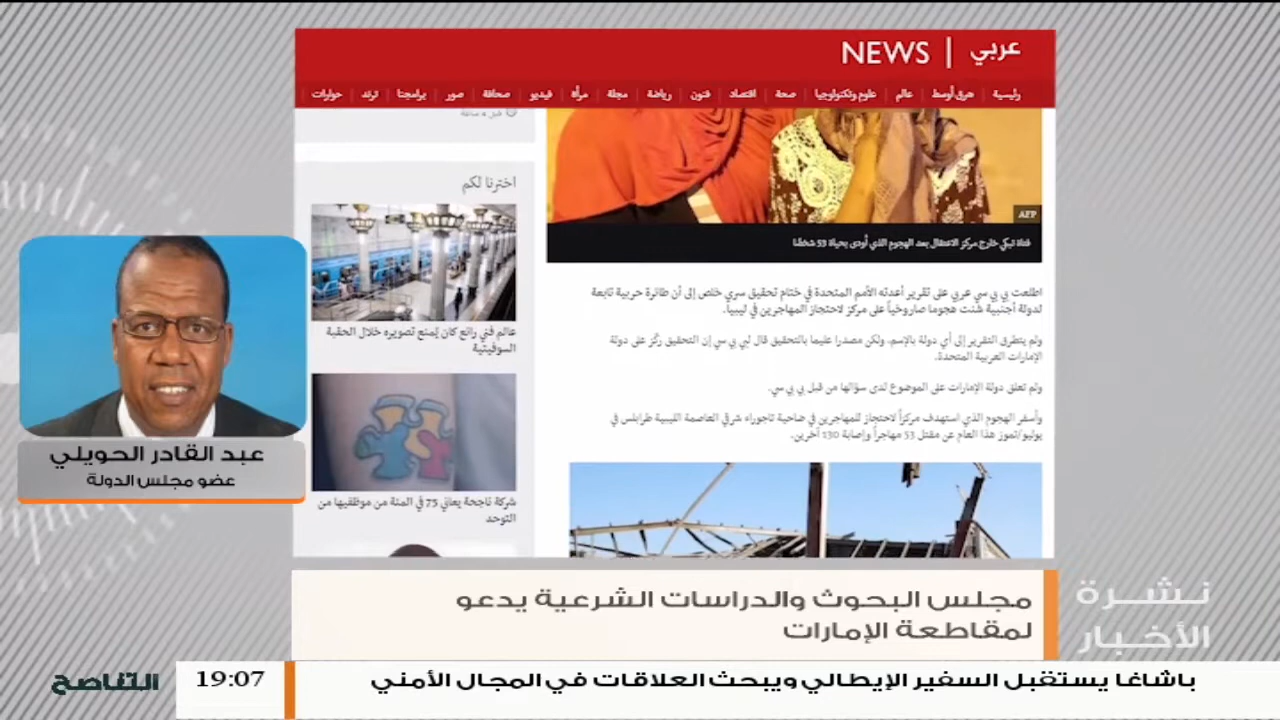 عربي | NEWS
رئيسية شرق أوسط عالم علوم وتكنولوجيا صحة اقتصاد فنون رياضة مجلة مرأة فيديو صحافة صور برامجنا ترند حوارات
AFP
فتاة تبكي خارج مركز الاعتقال بعد الهجوم الذي أودى بحياة 53 شخصًا
اطلعت بي بي سي عربي على تقرير أعدته الأمم المتحدة في ختام تحقيق سري خلص إلى أن طائرة حربية تابعة
لدولة أجنبية شنت هجوما صاروخياً على مركز لاحتجاز المهاجرين في ليبيا.
ولم يتطرق التقرير إلى أي دولة بالإسم، ولكن مصدرا عليما بالتحقيق قال لبي بي سي إن التحقيق ركّز على دولة
الإمارات العربية المتحدة.
ولم تعلق دولة الإمارات على الموضوع لدى سؤالها من قبل بي بي سي.
وأسفر الهجوم الذي استهدف مركزاً لاحتجاز للمهاجرين في ضاحية تاجوراء شرقي العاصمة الليبية طرابلس في
يوليو/تموز هذا العام عن مقتل 53 مهاجراً وإصابة 130 آخرين.
اخترنا لكم
عالم فني رائع كان يُمنع تصويره خلال الحقبة
السوفيتية
شركة ناجحة يعاني 75 في المئة من موظفيها من
التوحد
عبد القادر الحويلي
عضو مجلس الدولة
نشرة
الأخبار
مجلس البحوث والدراسات الشرعية يدعو
لمقاطعة الإمارات
باشاغا يستقبل السفير الإيطالي ويبحث العلاقات في المجال الأمني
19:07
التناصح